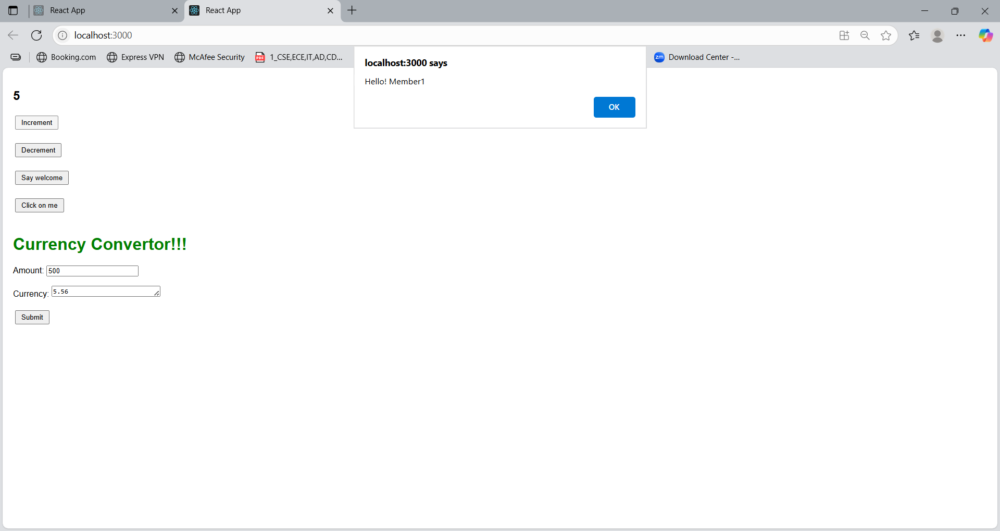 React App
React App
localhost:3000
Booking.com
Express VPN
McAfee Security
PDF
1_CSE,ECE,IT,AD,CD...
zm
Download Center -...
localhost:3000 says
Hello! Member1
OK
5
Increment
Decrement
Say welcome
Click on me
Currency Convertor!!!
Amount: 500
Currency: 5.56
Submit